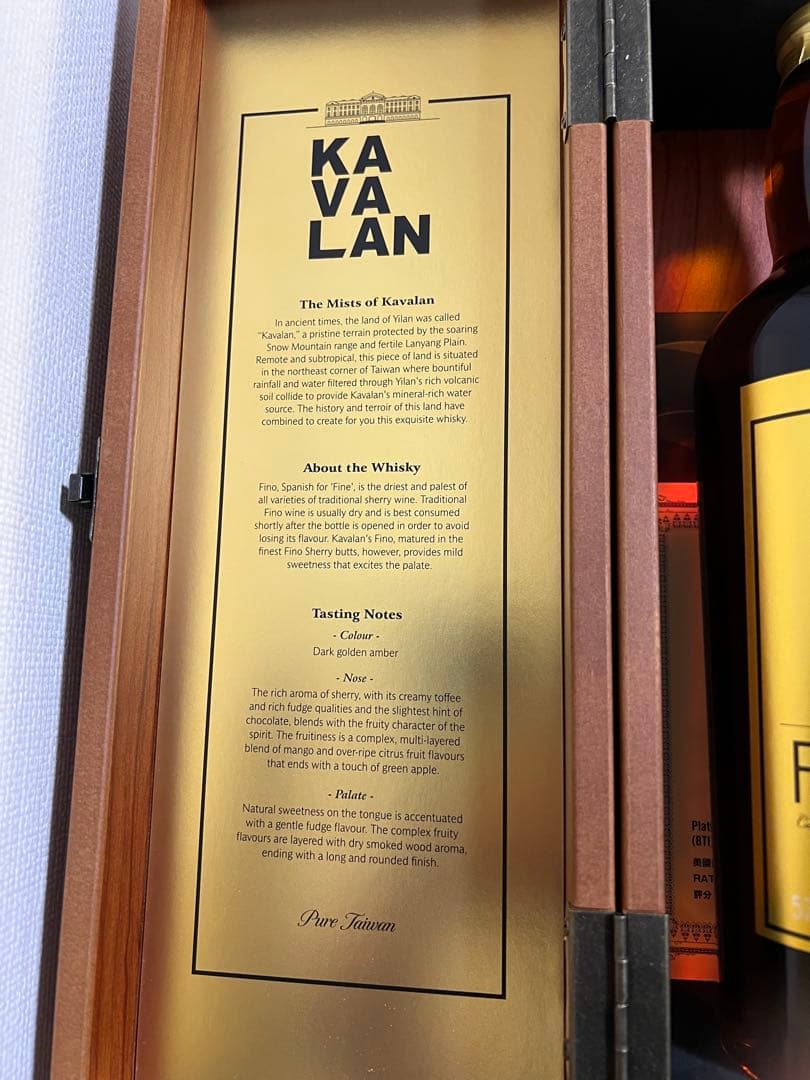 KA
VA
LAN
The Mists of Kavalan
In ancient times, the land of Yilan was called
"Kavalan," a pristine terrain protected by the soaring
Snow Mountain range and fertile Lanyang Plain.
Remote and subtropical, this piece of land is situated
in the northeast corner of Taiwan where bountiful
rainfall and water filtered through Yilan's rich volcanic
soil collide to provide Kavalan's mineral-rich water
source. The history and terroir of this land have
combined to create for you this exquisite whisky.
About the Whisky
Fino, Spanish for 'Fine', is the driest and palest of
all varieties of traditional sherry wine. Traditional
Fino wine is usually dry and is best consumed
shortly after the bottle is opened in order to avoid
losing its flavour. Kavalan's Fino, matured in the
finest Fino Sherry butts, however, provides mild
sweetness that excites the palate.
Tasting Notes
- Colour -
Dark golden amber
- Nose -
The rich aroma of sherry, with its creamy toffee
and rich fudge qualities and the slightest hint of
chocolate, blends with the fruity character of the
spirit. The fruitiness is a complex, multi-layered
blend of mango and over-ripe citrus fruit flavours
that ends with a touch of green apple.
- Palate -
Natural sweetness on the tongue is accentuated
with a gentle fudge flavour. The complex fruity
flavours are layered with dry smoked wood aroma,
ending with a long and rounded finish.
Pure Taiwan
Plat
(BTI
美國
RAT
評分
F
5